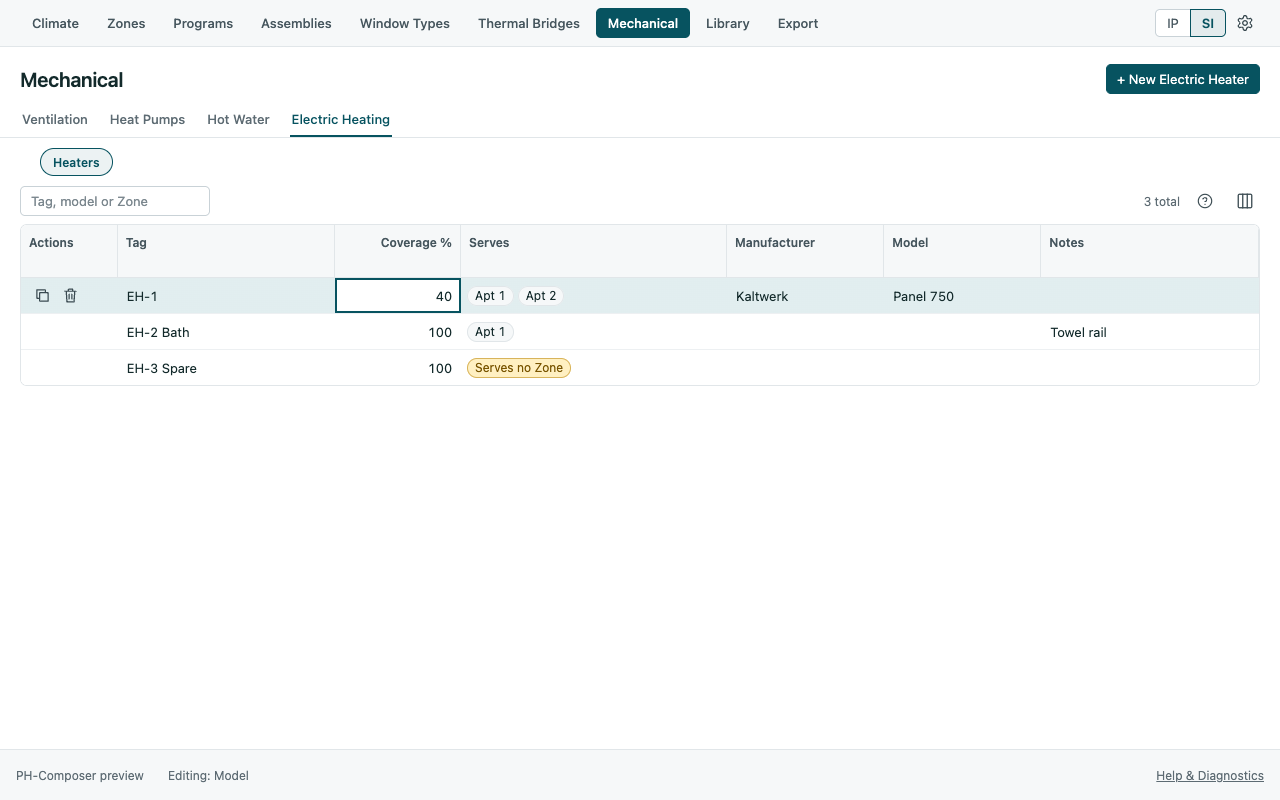 Climate Zones Programs Assemblies Window Types Thermal Bridges Mechanical Library Export IP SI
Mechanical + New Electric Heater
Ventilation Heat Pumps Hot Water Electric Heating
Heaters
Tag, model or Zone 3 total
Actions Tag Coverage % Serves Manufacturer Model Notes
EH-1 40 Apt 1 Apt 2 Kaltwerk Panel 750
EH-2 Bath 100 Apt 1 Towel rail
EH-3 Spare 100 Serves no Zone
PH-Composer preview Editing: Model Help & Diagnostics